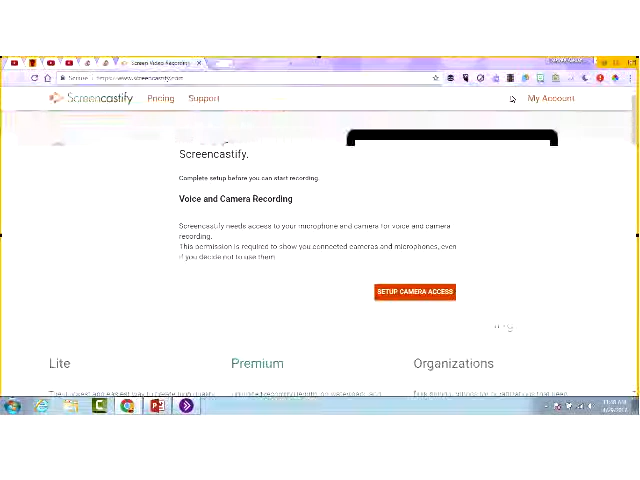 Screen Video Recording
Secure https://www.screencastify.com
Screencastify Pricing Support My Account
Screencastify.
Complete setup before you can start recording.
Voice and Camera Recording
Screencastify needs access to your microphone and camera for voice and camera
recording.
This permission is required to show you connected cameras and microphones, even
if you decide not to use them
SETUP CAMERA ACCESS
Lite Premium Organizations
11:48 AM